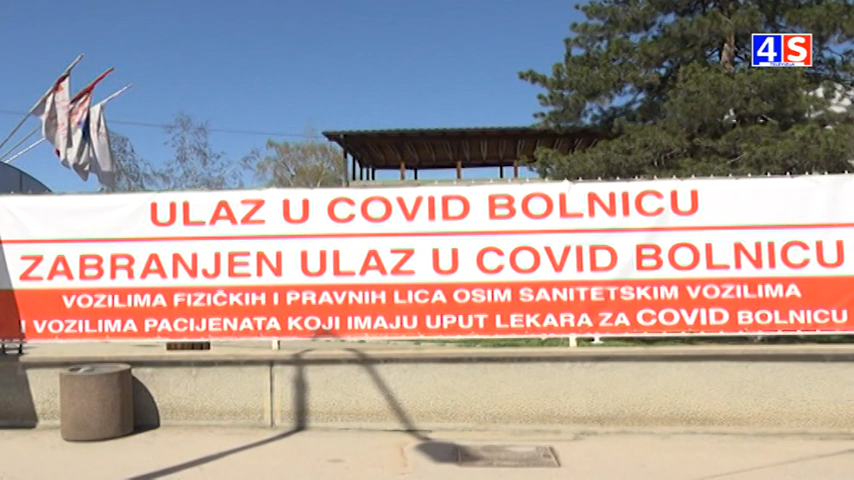 4S
ULAZ U COVID BOLNICU
ZABRANJEN ULAZ U COVID BOLNICU
VOZILIMA FIZIČKIH I PRAVNIH LICA OSIM SANITETSKIM VOZILIMA
I VOZILIMA PACIJENATA KOJI IMAJU UPUT LEKARA ZA COVID BOLNICU